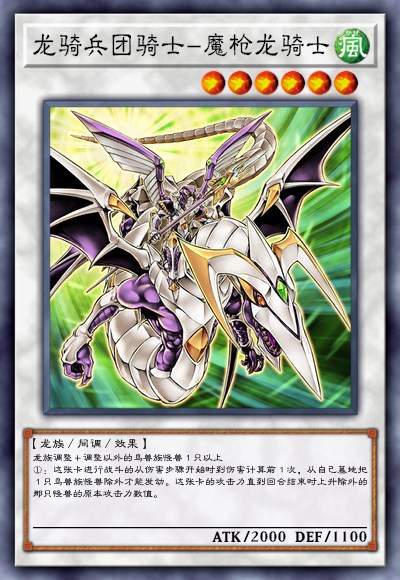 龙骑兵团骑士-魔枪龙骑士
風
【龙族/同调/效果】
龙族调整+调整以外的鸟兽族怪兽1只以上
①:这张卡进行战斗的从伤害步骤开始时到伤害计算前1次,从自己墓地把
1只鸟兽族怪兽除外才能发动。这张卡的攻击力直到回合结束时上升除外的
那只怪兽的原本攻击力数值。
ATK/2000 DEF/1100